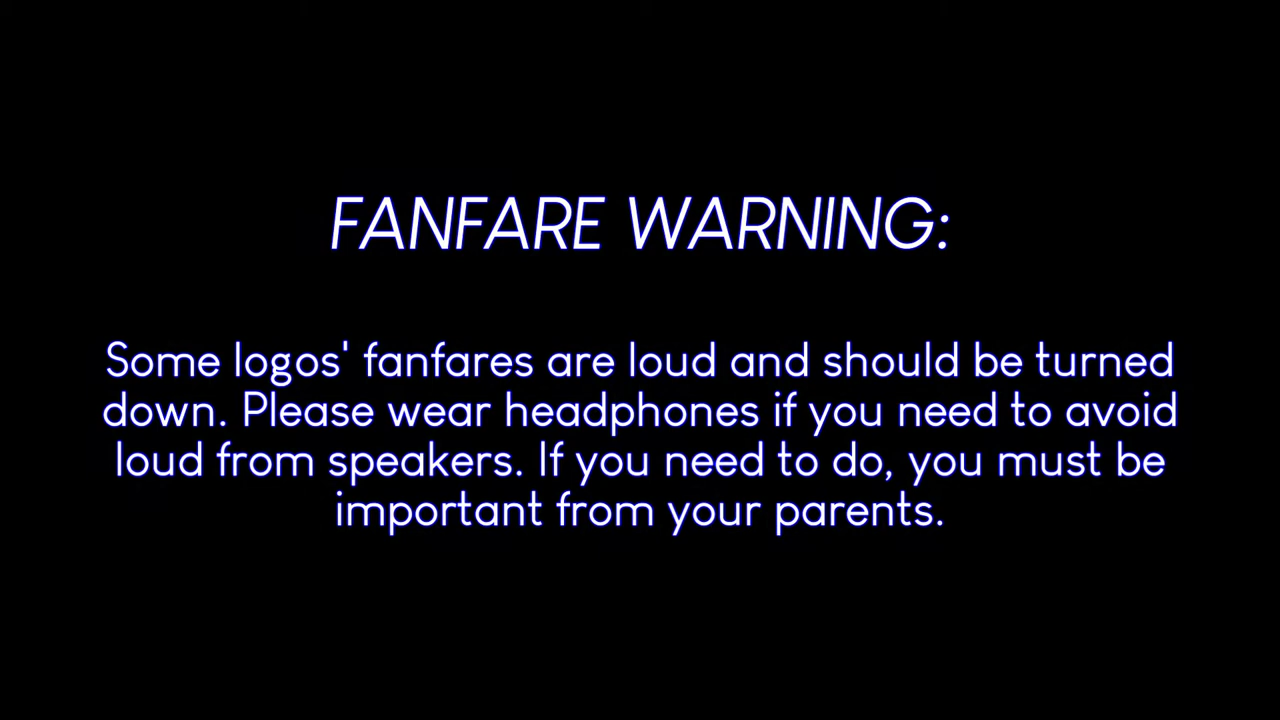 FANFARE WARNING:
Some logos' fanfares are loud and should be turned
down. Please wear headphones if you need to avoid
loud from speakers. If you need to do, you must be
important from your parents.